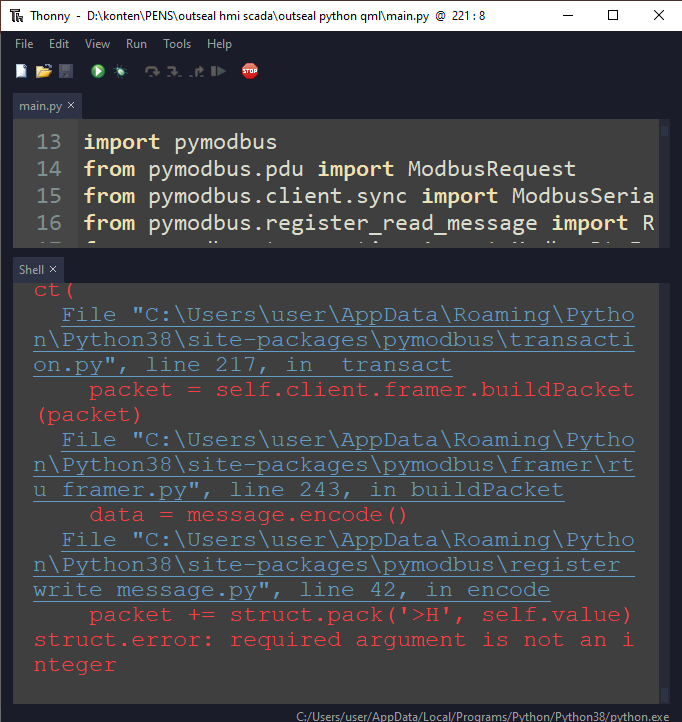 Thonny - D:\konten\PENS\outseal hmi scada\outseal python qml\main.py @ 221 : 8
File Edit View Run Tools Help
STOP
main.py ×
13 import pymodbus
14 from pymodbus.pdu import ModbusRequest
15 from pymodbus.client.sync import ModbusSeria
16 from pymodbus.register_read_message import R
Shell ×
ct(
File "C:\Users\user\AppData\Roaming\Pytho
n\Python38\site-packages\pymodbus\transacti
on.py", line 217, in transact
packet = self.client.framer.buildPacket
(packet)
File "C:\Users\user\AppData\Roaming\Pytho
n\Python38\site-packages\pymodbus\framer\rt
u_framer.py", line 243, in buildPacket
data = message.encode()
File "C:\Users\user\AppData\Roaming\Pytho
n\Python38\site-packages\pymodbus\register_
write_message.py", line 42, in encode
packet += struct.pack('>H', self.value)
struct.error: required argument is not an i
nteger
C:/Users/user/AppData/Local/Programs/Python/Python38/python.exe